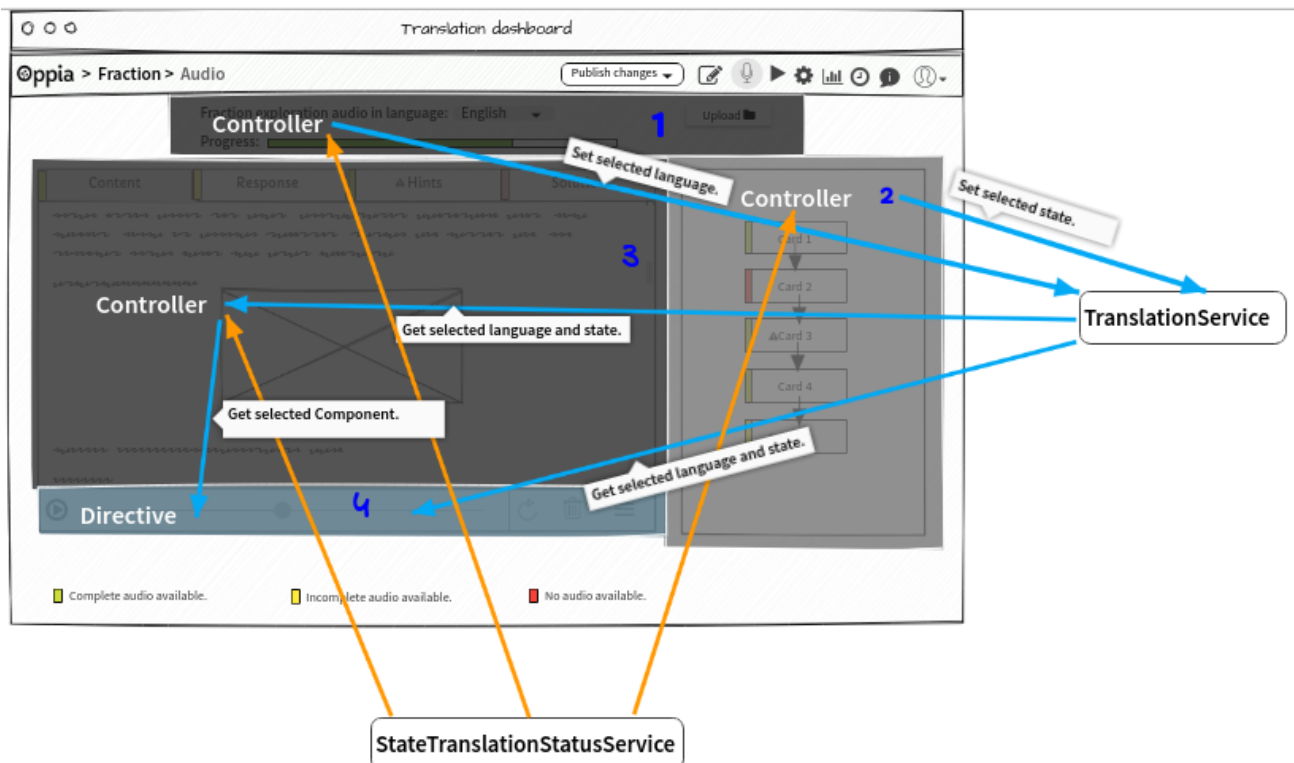 Translation dashboard
Oppia > Fraction > Audio
Publish changes
Fraction exploration audio in language: English
Upload
Controller
1
Progress:
Set selected language.
Content
Response
Hints
Controller
2
Set selected state.
Card 1
3
Card 2
Controller
TranslationService
Get selected language and state.
Card 3
Card 4
Get selected Component.
Get selected language and state.
4
Directive
Complete audio available.
Incomplete audio available.
No audio available.
StateTranslationStatusService